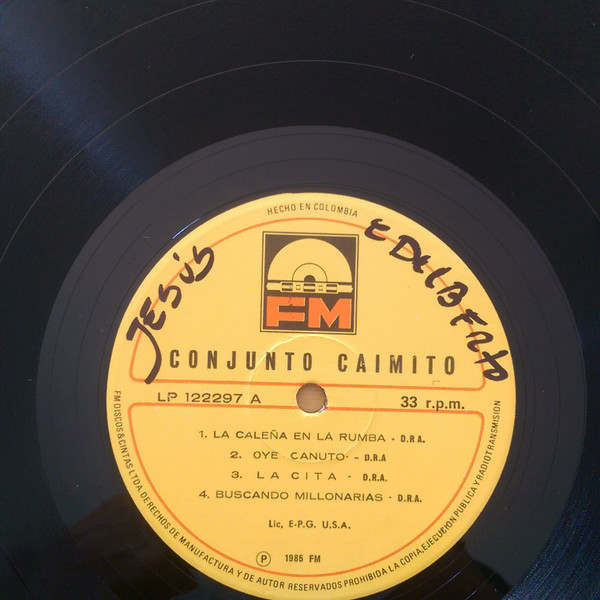 HECHO EN COLOMBIA
JESÚS
EDELBERTO
FM
CONJUNTO CAIMITO
LP 122297 A 33 r.p.m.
1. LA CALEÑA EN LA RUMBA - D.R.A.
2. OYE CANUTO - D.R.A
3. LA CITA - D.R.A.
4. BUSCANDO MILLONARIAS - D.R.A.
Lic, E-P.G. U.S.A.
Ⓟ 1985 FM
FM DISCOS & CINTAS LTDA. DERECHOS DE MANUFACTURA Y DE AUTOR RESERVADOS PROHIBIDA LA COPIA, EJECUCION PUBLICA Y RADIOTRANSMISION